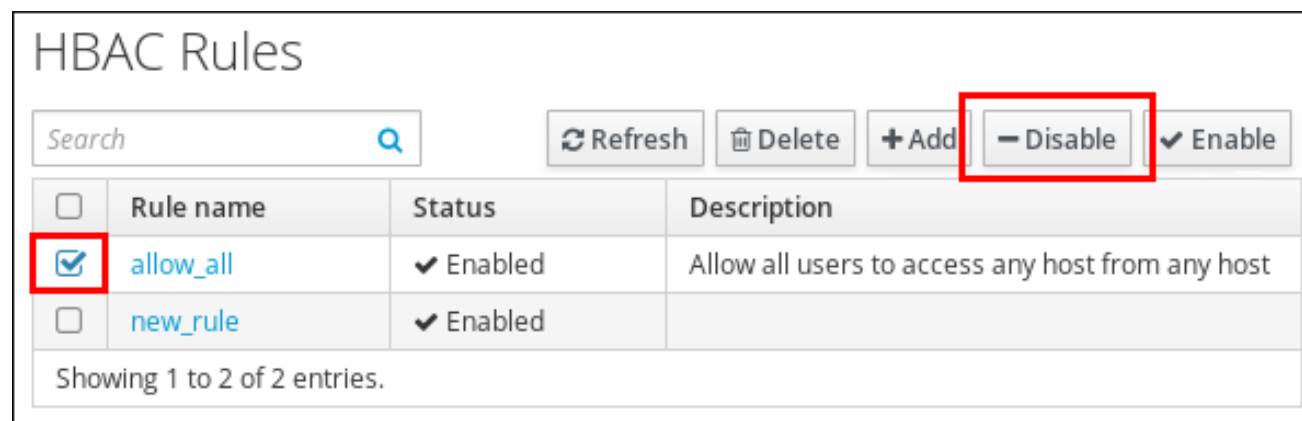 HBAC Rules
Search Refresh Delete Add Disable Enable
Rule name Status Description
allow_all Enabled Allow all users to access any host from any host
new_rule Enabled
Showing 1 to 2 of 2 entries.